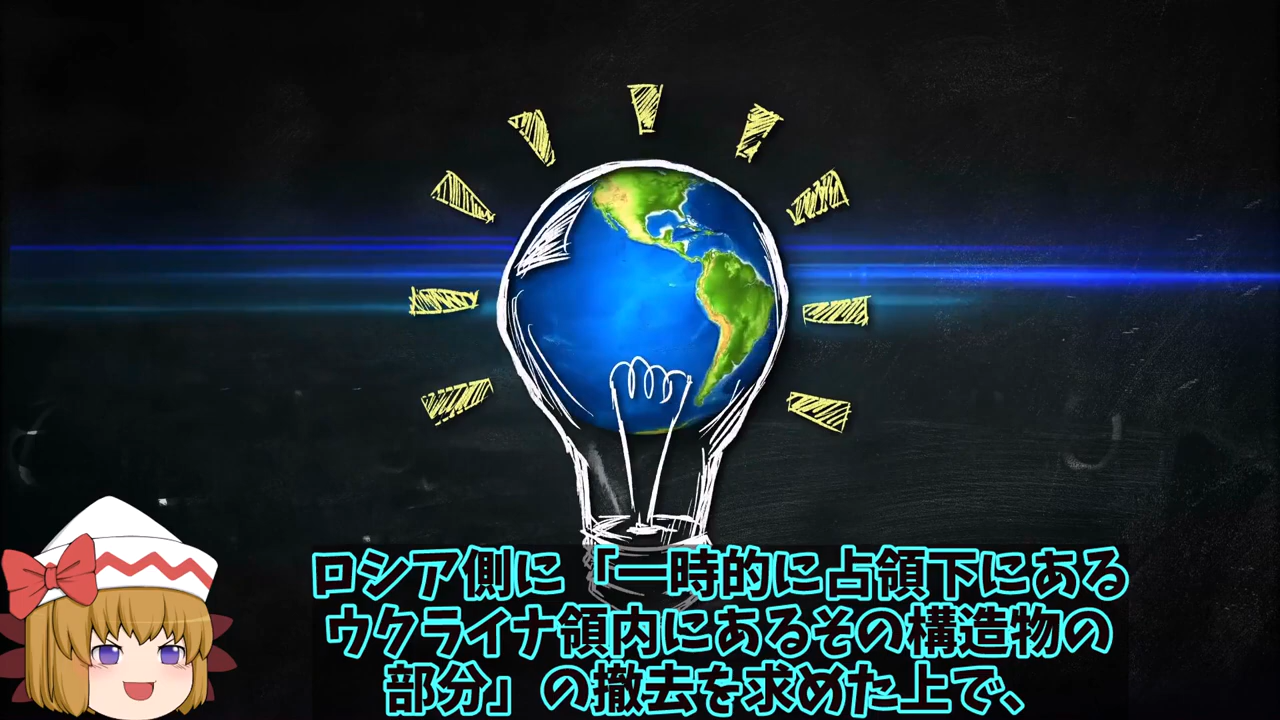 ロシア側に「一時的に占領下にある
ウクライナ領内にあるその構造物の
部分」の撤去を求めた上で、